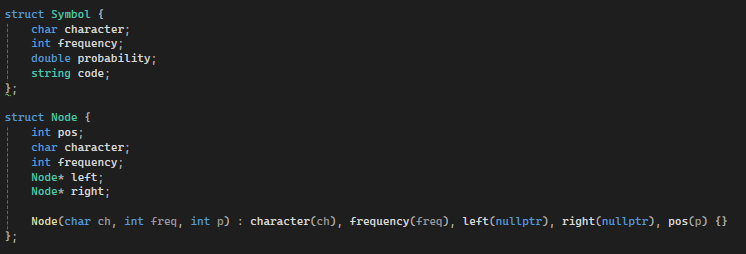 struct Symbol {
    char character;
    int frequency;
    double probability;
    string code;
};
struct Node {
    int pos;
    char character;
    int frequency;
    Node* left;
    Node* right;
    Node(char ch, int freq, int p) : character(ch), frequency(freq), left(nullptr), right(nullptr), pos(p) {}
};